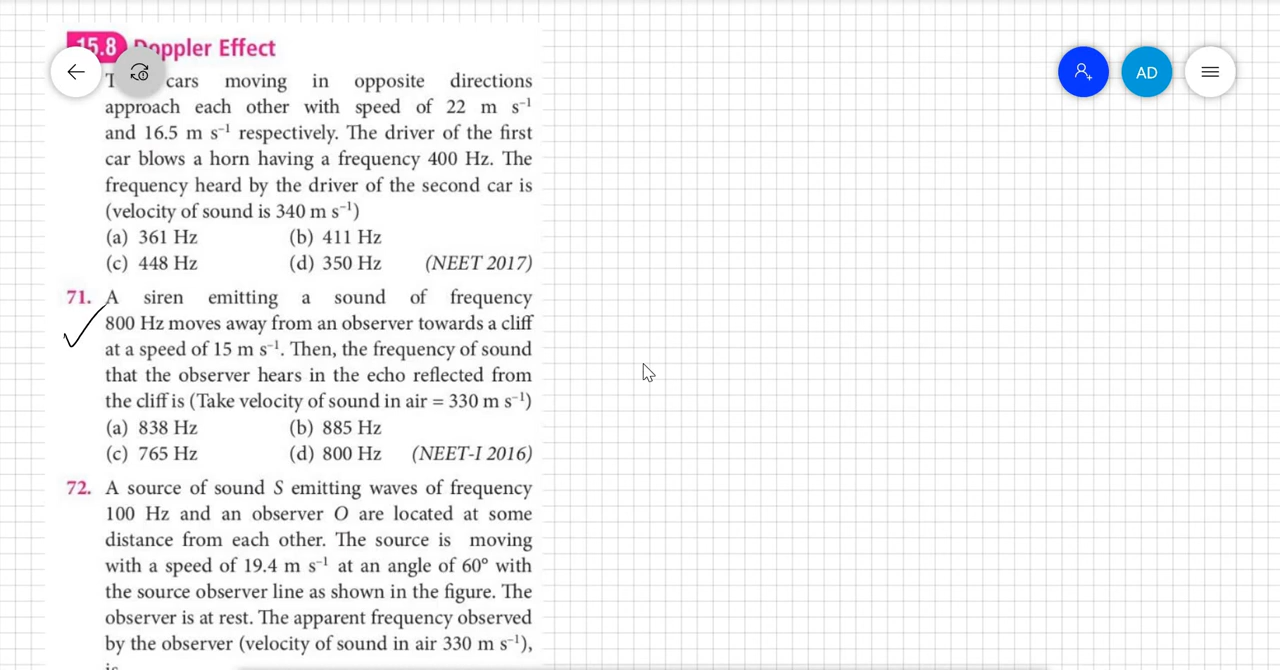 15.8 Doppler Effect
cars moving in opposite directions
approach each other with speed of 22 m s⁻¹
and 16.5 m s⁻¹ respectively. The driver of the first
car blows a horn having a frequency 400 Hz. The
frequency heard by the driver of the second car is
(velocity of sound is 340 m s⁻¹)
(a) 361 Hz (b) 411 Hz
(c) 448 Hz (d) 350 Hz (NEET 2017)
71. A siren emitting a sound of frequency
800 Hz moves away from an observer towards a cliff
at a speed of 15 m s⁻¹. Then, the frequency of sound
that the observer hears in the echo reflected from
the cliff is (Take velocity of sound in air = 330 m s⁻¹)
(a) 838 Hz (b) 885 Hz
(c) 765 Hz (d) 800 Hz (NEET-I 2016)
72. A source of sound S emitting waves of frequency
100 Hz and an observer O are located at some
distance from each other. The source is moving
with a speed of 19.4 m s⁻¹ at an angle of 60° with
the source observer line as shown in the figure. The
observer is at rest. The apparent frequency observed
by the observer (velocity of sound in air 330 m s⁻¹),
AD